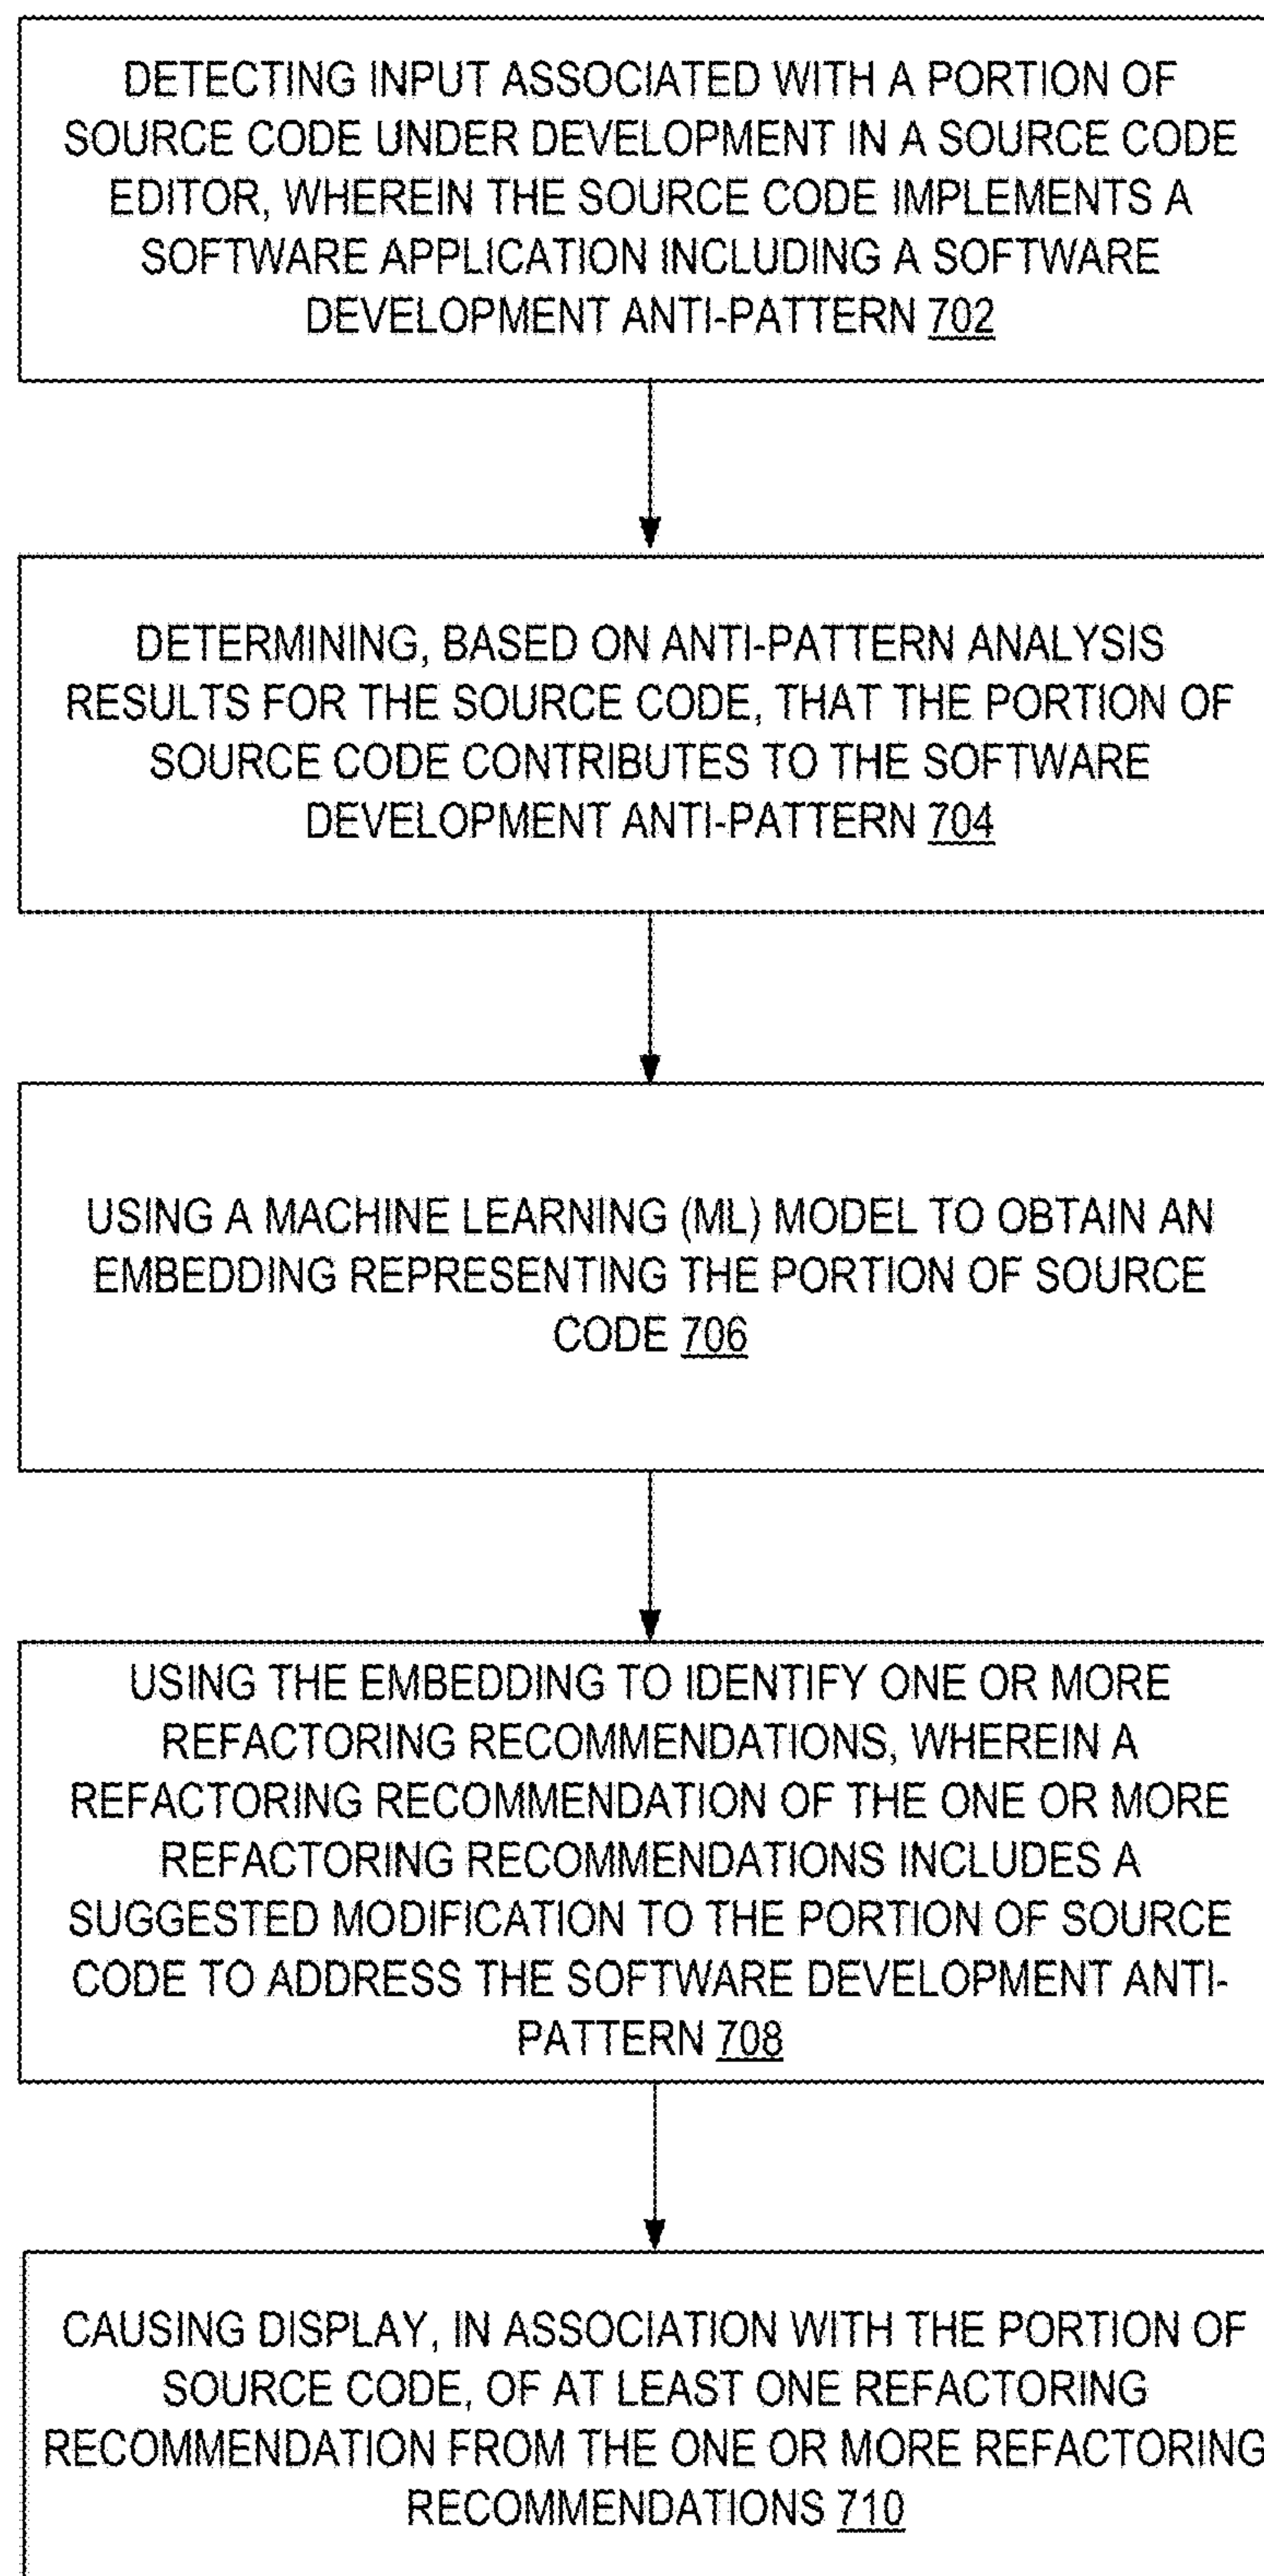 DETECTING INPUT ASSOCIATED WITH A PORTION OF
SOURCE CODE UNDER DEVELOPMENT IN A SOURCE CODE
EDITOR, WHEREIN THE SOURCE CODE IMPLEMENTS A
SOFTWARE APPLICATION INCLUDING A SOFTWARE
DEVELOPMENT ANTI-PATTERN 702
DETERMINING, BASED ON ANTI-PATTERN ANALYSIS
RESULTS FOR THE SOURCE CODE, THAT THE PORTION OF
SOURCE CODE CONTRIBUTES TO THE SOFTWARE
DEVELOPMENT ANTI-PATTERN 704
USING A MACHINE LEARNING (ML) MODEL TO OBTAIN AN
EMBEDDING REPRESENTING THE PORTION OF SOURCE
CODE 706
USING THE EMBEDDING TO IDENTIFY ONE OR MORE
REFACTORING RECOMMENDATIONS, WHEREIN A
REFACTORING RECOMMENDATION OF THE ONE OR MORE
REFACTORING RECOMMENDATIONS INCLUDES A
SUGGESTED MODIFICATION TO THE PORTION OF SOURCE
CODE TO ADDRESS THE SOFTWARE DEVELOPMENT ANTI-
PATTERN 708
CAUSING DISPLAY, IN ASSOCIATION WITH THE PORTION OF
SOURCE CODE, OF AT LEAST ONE REFACTORING
RECOMMENDATION FROM THE ONE OR MORE REFACTORING
RECOMMENDATIONS 710